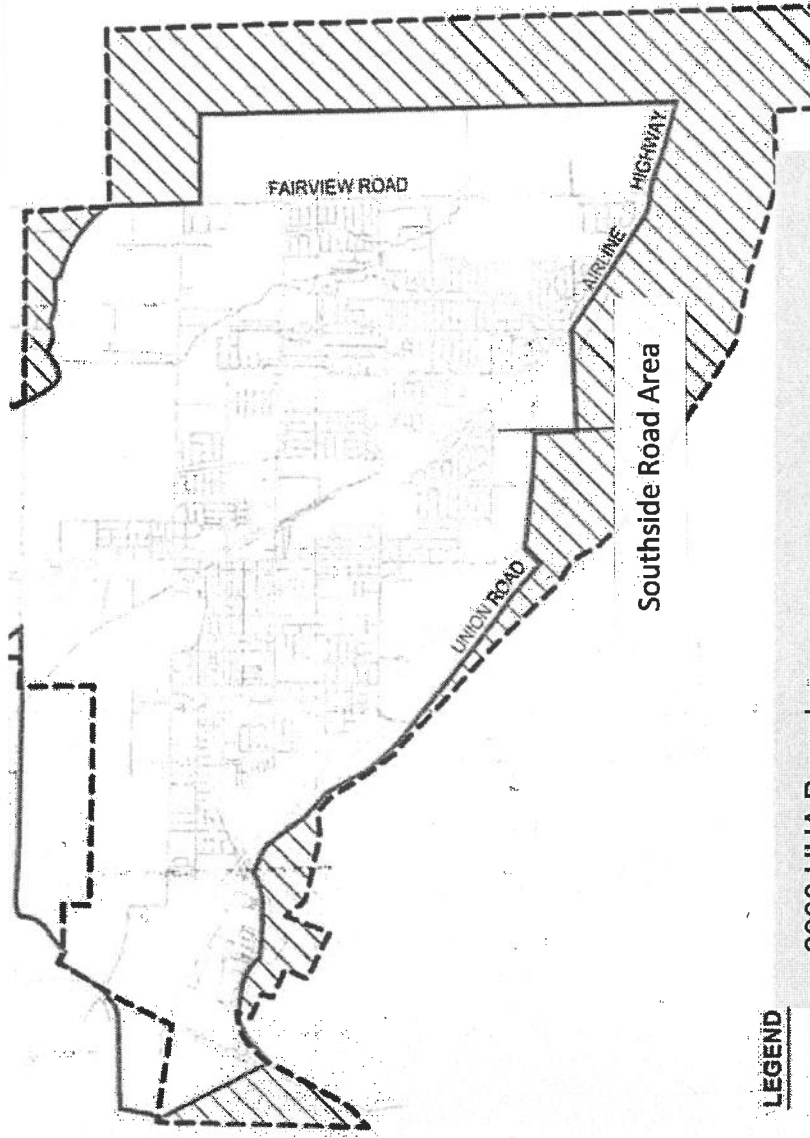 FAIRVIEW ROAD
AIRLINE HIGHWAY
UNION ROAD
Southside Road Area
LEGEND